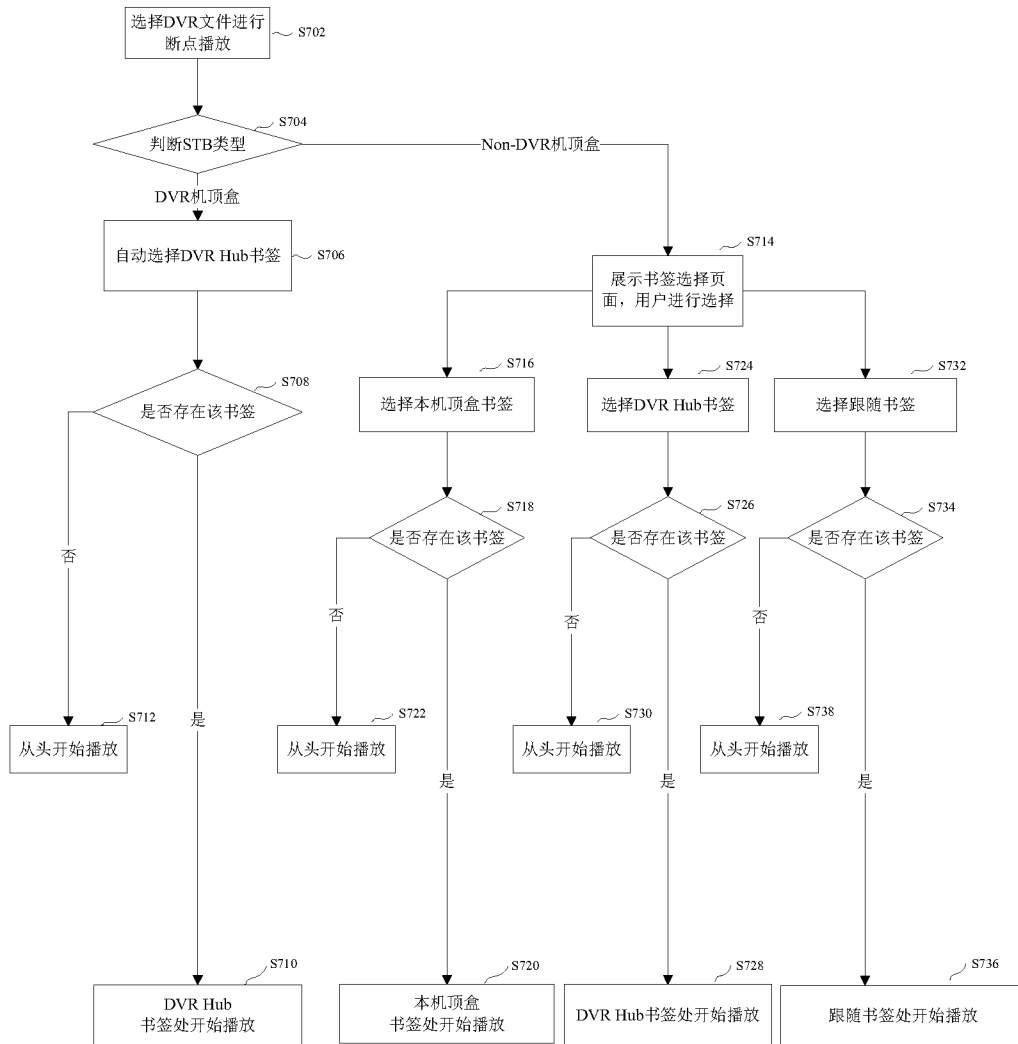 选择DVR文件进行
断点播放
S702
S704
判断STB类型
Non-DVR机顶盒
DVR机顶盒
自动选择DVR Hub书签
S706
S714
展示书签选择页
面，用户进行选择
S708
是否存在该书签
S716
选择本机顶盒书签
S724
选择DVR Hub书签
S732
选择跟随书签
S718
是否存在该书签
S726
是否存在该书签
S734
是否存在该书签
否
否
否
否
S712
从头开始播放
是
S722
从头开始播放
是
S730
从头开始播放
是
S738
从头开始播放
是
S710
DVR Hub
书签处开始播放
S720
本机顶盒
书签处开始播放
S728
DVR Hub书签处开始播放
S736
跟随书签处开始播放